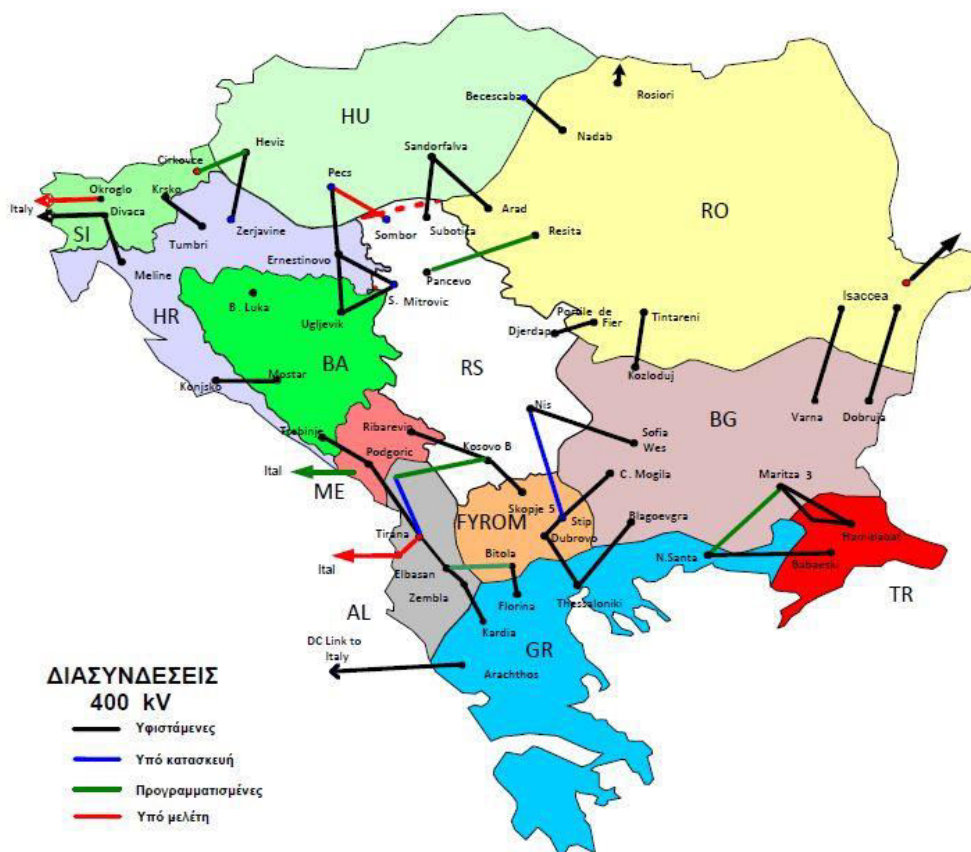 Becescaba
Rosiori
HU
Nadab
Heviz
Sandorfalva
Cirkovce
Pecs
Okroglo
Krsko
Italy
Divaca
Arad
RO
SI
Tumbri
Zerjavine
Sombor
Subotica
Resita
Ernestinovo
Meline
Pancevo
B. Luka
S. Mitrovic
Isaccea
HR
Ugljevik
Portile de
Fier
Djerdap
Tintareni
BA
RS
Kozloduj
Konjsko
Mostar
Nis
BG
Varna
Dobruja
Trebinje
Ribarevin
Sofia
Wes
Kosovo B
Podgoric
C. Mogila
Maritza 3
Ital
ME
Skopje 5
FYROM
Stip
Blagoevgra
Tirana
Dubrovo
Hamidabat
Ital
Bitola
N.Santa
Babaeski
Elbasan
Zembla
Florina
Thessaloniki
TR
AL
Kardia
GR
DC Link to
Italy
Arachthos
ΔΙΑΣΥΝΔΕΣΕΙΣ
400 kV
Υφιστάμενες
Υπό κατασκευή
Προγραμματισμένες
Υπό μελέτη